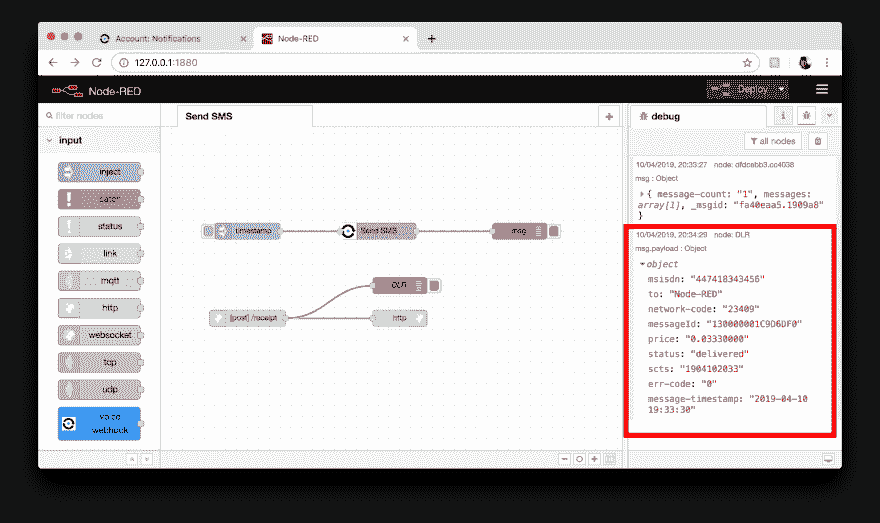 Account: Notifications
Node-RED
127.0.0.1:1880
Node-RED
Deploy
filter nodes
Send SMS
debug
i
input
all nodes
inject
catch
status
link
mqtt
http
websocket
tcp
udp
voice
webhook
timestamp
Send SMS
msg
DLR
[post] /receipt
http
10/04/2019, 20:33:27 node: dfdcebb3.cc4038
msg : Object
{ message-count: "1", messages:
array[1], _msgid: "fa40eaa5.1909a8"
}
10/04/2019, 20:34:29 node: DLR
msg.payload : Object
object
msisdn: "447418343456"
to: "Node-RED"
network-code: "23409"
messageId: "130000001C9D6DF0"
price: "0.03330000"
status: "delivered"
scts: "1904102033"
err-code: "0"
message-timestamp: "2019-04-10
19:33:30"